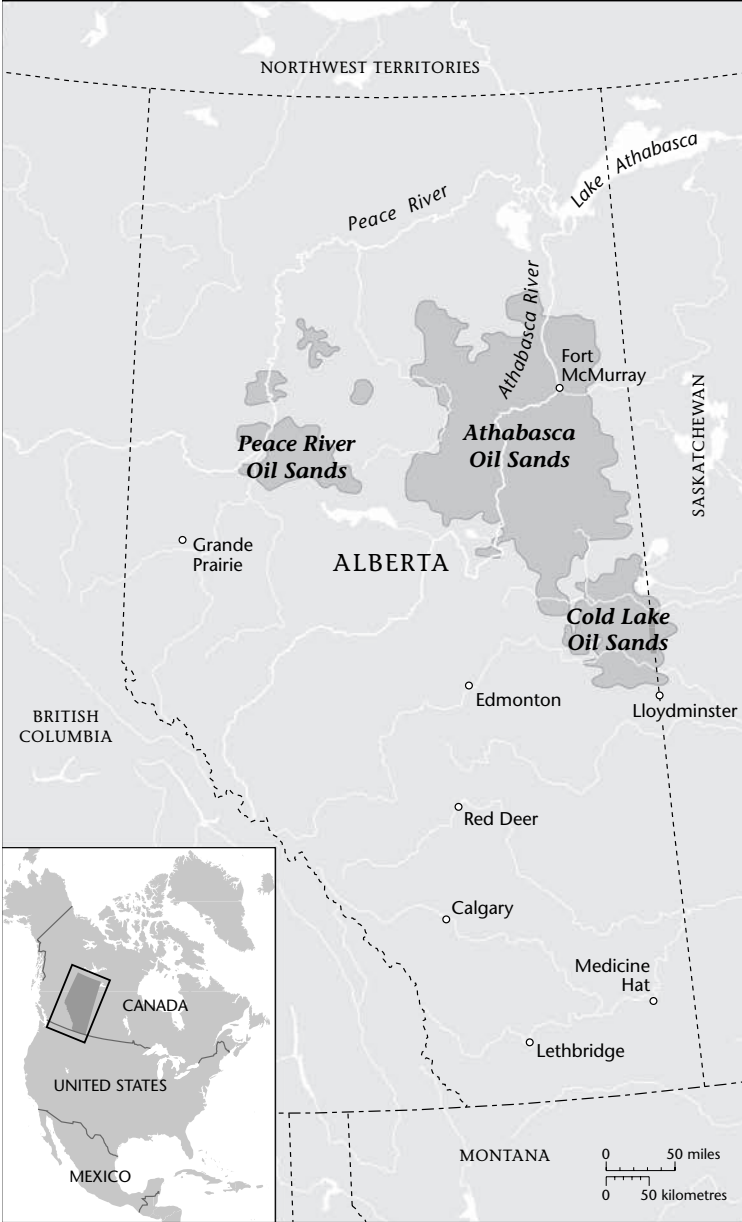 NORTHWEST TERRITORIES
Lake Athabasca
Peace River
Athabasca River
Fort
McMurray
SASKATCHEWAN
Peace River
Oil Sands
Athabasca
Oil Sands
Grande
Prairie
ALBERTA
Cold Lake
Oil Sands
Edmonton
Lloydminster
BRITISH
COLUMBIA
Red Deer
Calgary
Medicine
Hat
Lethbridge
CANADA
UNITED STATES
MEXICO
MONTANA
0 50 miles
0 50 kilometres